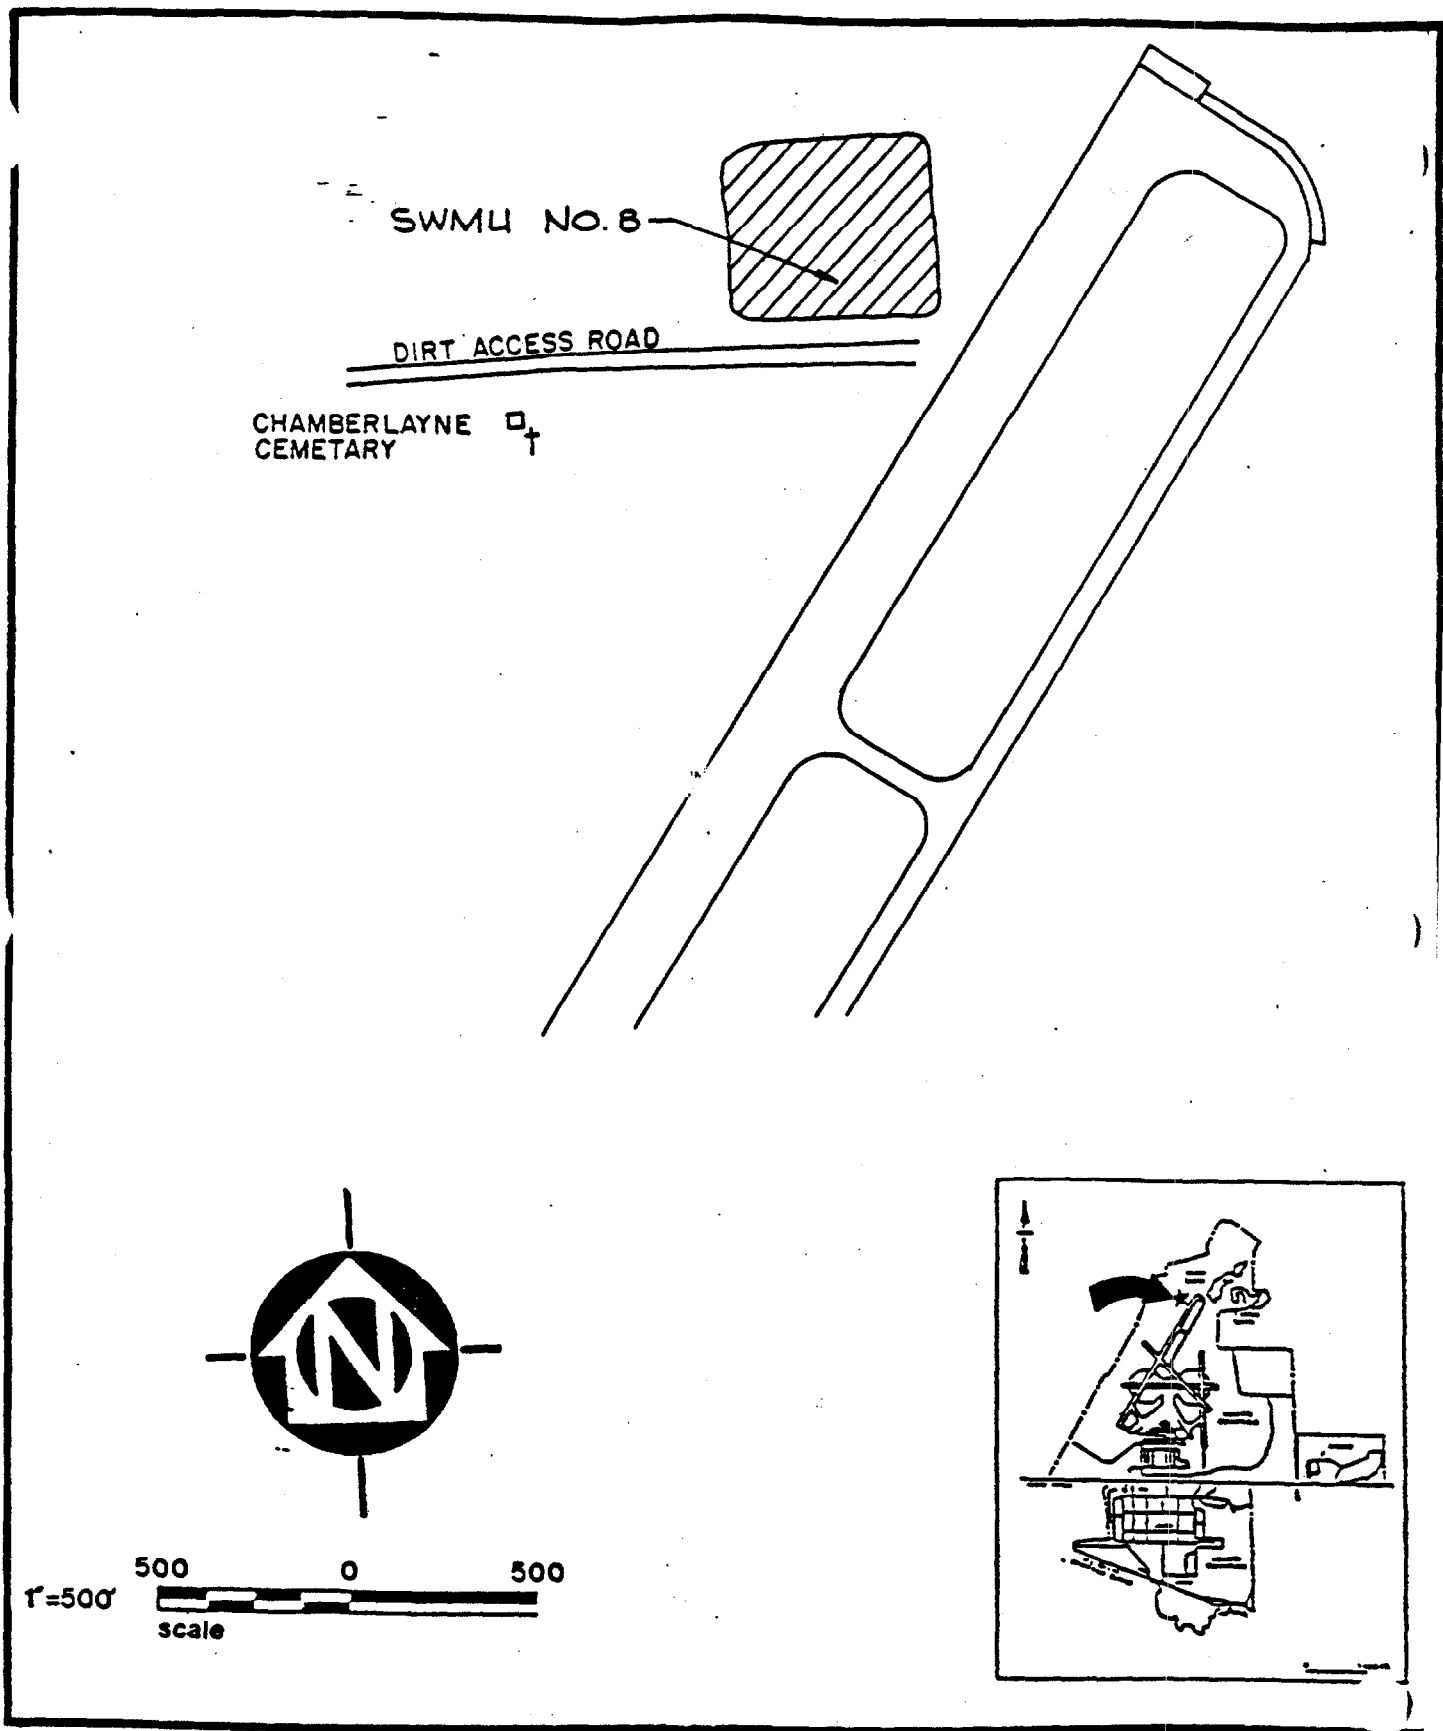 SWMU NO. 8
DIRT ACCESS ROAD
CHAMBERLAYNE
CEMETARY
N
500 0 500
1"=500'
scale